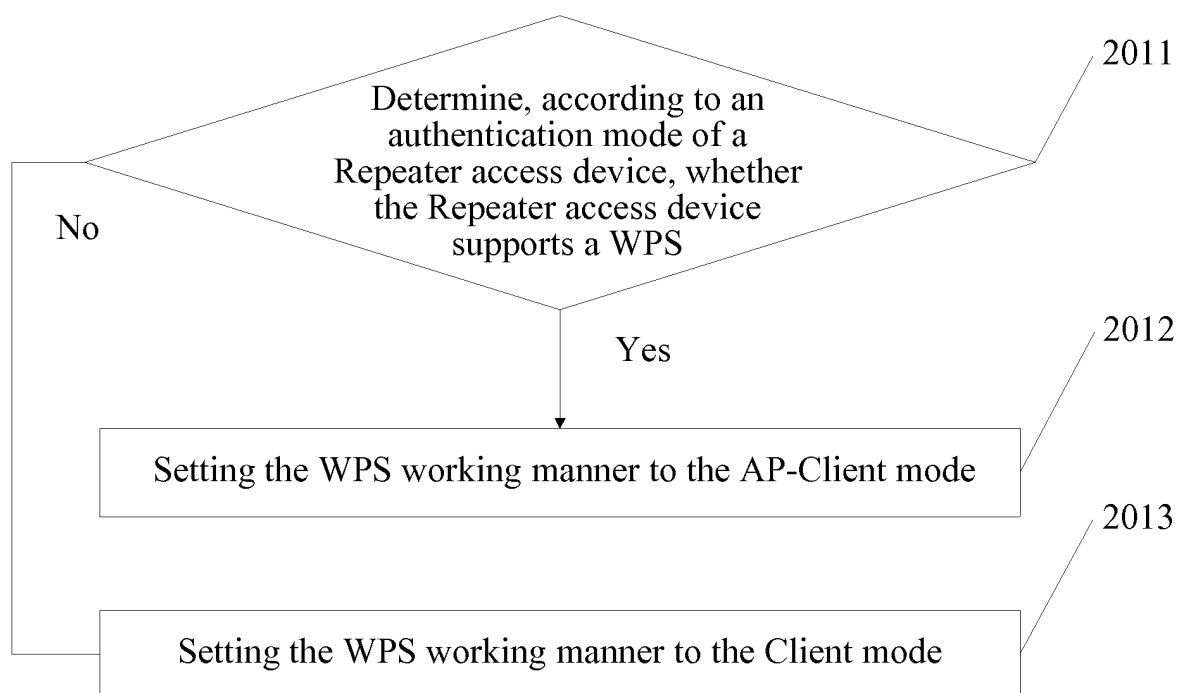 2011
Determine, according to an
authentication mode of a
Repeater access device, whether
the Repeater access device
supports a WPS
No
Yes
2012
Setting the WPS working manner to the AP-Client mode
2013
Setting the WPS working manner to the Client mode